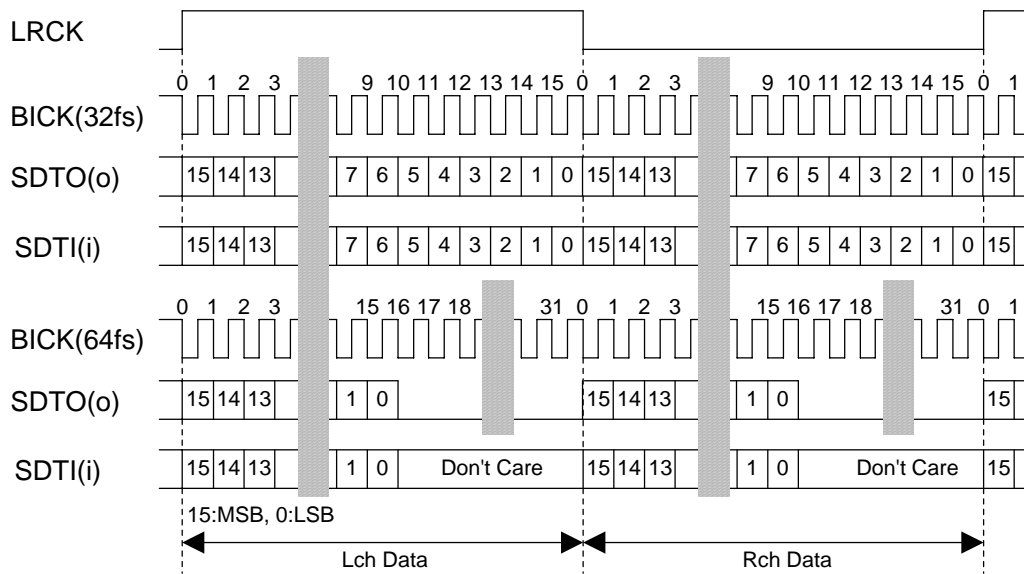 LRCK
0 1 2 3 9 10 11 12 13 14 15 0 1 2 3 9 10 11 12 13 14 15 0 1
BICK(32fs)
SDTO(o) 15 14 13 7 6 5 4 3 2 1 0 15 14 13 7 6 5 4 3 2 1 0 15
SDTI(i) 15 14 13 7 6 5 4 3 2 1 0 15 14 13 7 6 5 4 3 2 1 0 15
0 1 2 3 15 16 17 18 31 0 1 2 3 15 16 17 18 31 0 1
BICK(64fs)
SDTO(o) 15 14 13 1 0 15 14 13 1 0 15
SDTI(i) 15 14 13 1 0 Don't Care 15 14 13 1 0 Don't Care 15
15:MSB, 0:LSB
Lch Data Rch Data